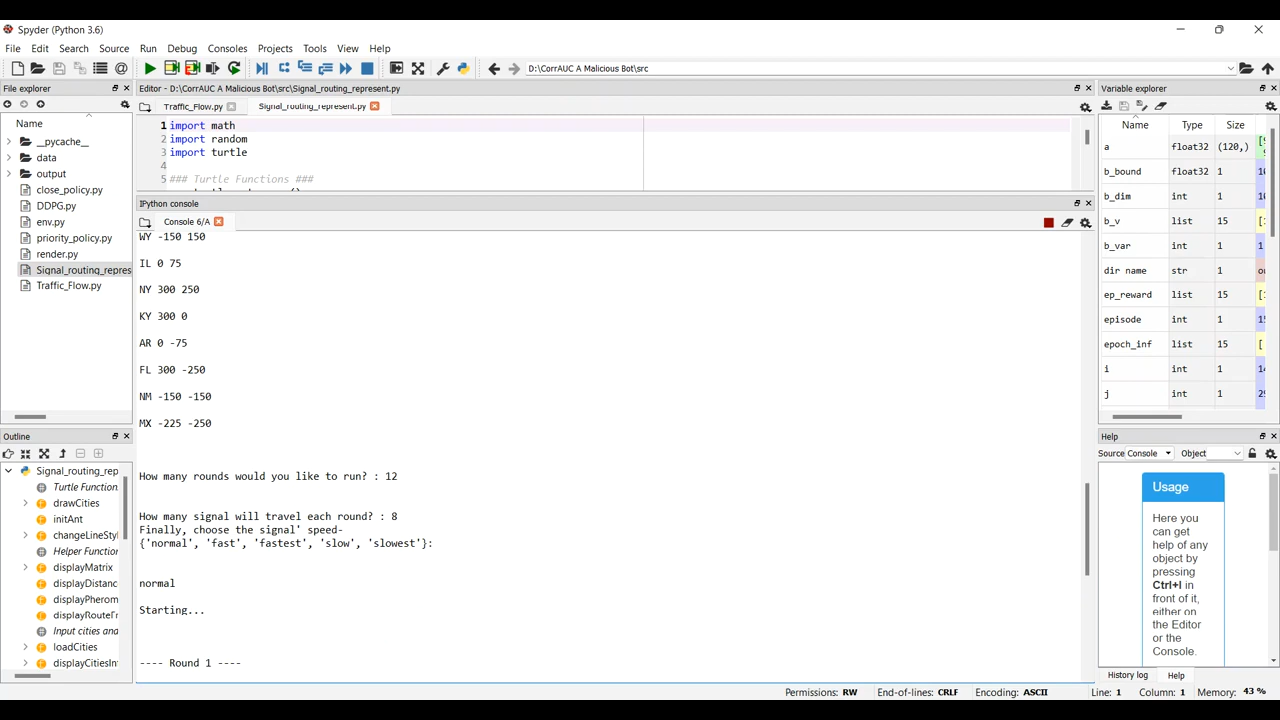 Spyder (Python 3.6)
File Edit Search Source Run Debug Consoles Projects Tools View Help
D:\CorrAUC A Malicious Bot\src
File explorer
Name
__pycache__
data
output
close_policy.py
DDPG.py
env.py
priority_policy.py
render.py
Signal_routing_repres
Traffic_Flow.py
Outline
Signal_routing_rep
Turtle Function
drawCities
initAnt
changeLineStyl
Helper Function
displayMatrix
displayDistanc
displayPherom
displayRouteFr
Input cities and
loadCities
displayCitiesIn
Editor - D:\CorrAUC A Malicious Bot\src\Signal_routing_represent.py
Traffic_Flow.py Signal_routing_represent.py
1 import math
2 import random
3 import turtle
4
5 ### Turtle Functions ###
IPython console
Console 6/A
WY -150 150
IL 0 75
NY 300 250
KY 300 0
AR 0 -75
FL 300 -250
NM -150 -150
MX -225 -250
How many rounds would you like to run? : 12
How many signal will travel each round? : 8
Finally, choose the signal' speed-
{'normal', 'fast', 'fastest', 'slow', 'slowest'}:
normal
Starting...
---- Round 1 ----
Variable explorer
Name Type Size
a float32 (120,)
b_bound float32 1
b_dim int 1
b_v list 15
b_var int 1 1
dir name str 1
ep_reward list 15
episode int 1
epoch_inf list 15
i int 1
j int 1
Help
Source Console Object
Usage
Here you
can get
help of any
object by
pressing
Ctrl+I in
front of it,
either on
the Editor
or the
Console.
History log Help
Permissions: RW End-of-lines: CRLF Encoding: ASCII Line: 1 Column: 1 Memory: 43 %